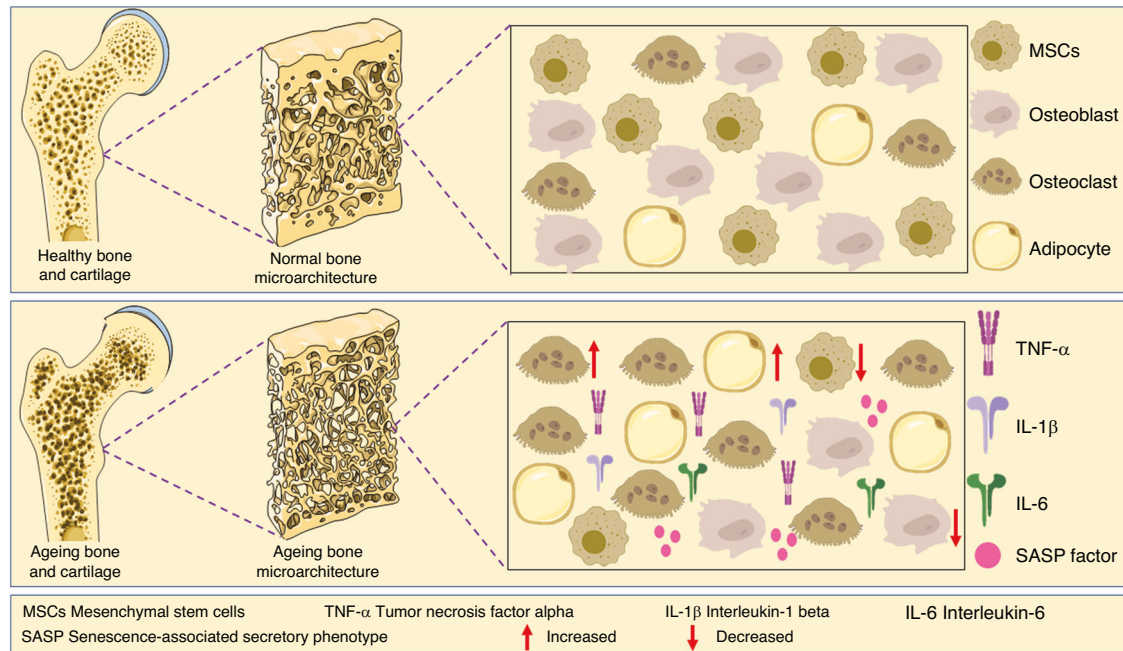 MSCs
Osteoblast
Osteoclast
Adipocyte
Healthy bone
and cartilage
Normal bone
microarchitecture
TNF-α
IL-1β
IL-6
SASP factor
Ageing bone
and cartilage
Ageing bone
microarchitecture
MSCs Mesenchymal stem cells TNF-α Tumor necrosis factor alpha IL-1β Interleukin-1 beta IL-6 Interleukin-6
SASP Senescence-associated secretory phenotype Increased Decreased